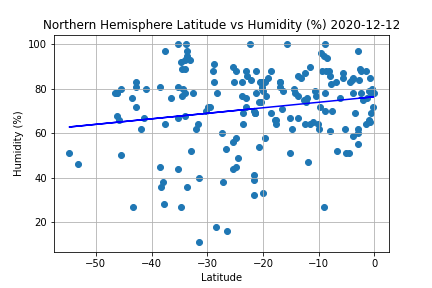 Northern Hemisphere Latitude vs Humidity (%) 2020-12-12
100
80
60
40
20
Humidity (%)
−50 −40 −30 −20 −10 0
Latitude